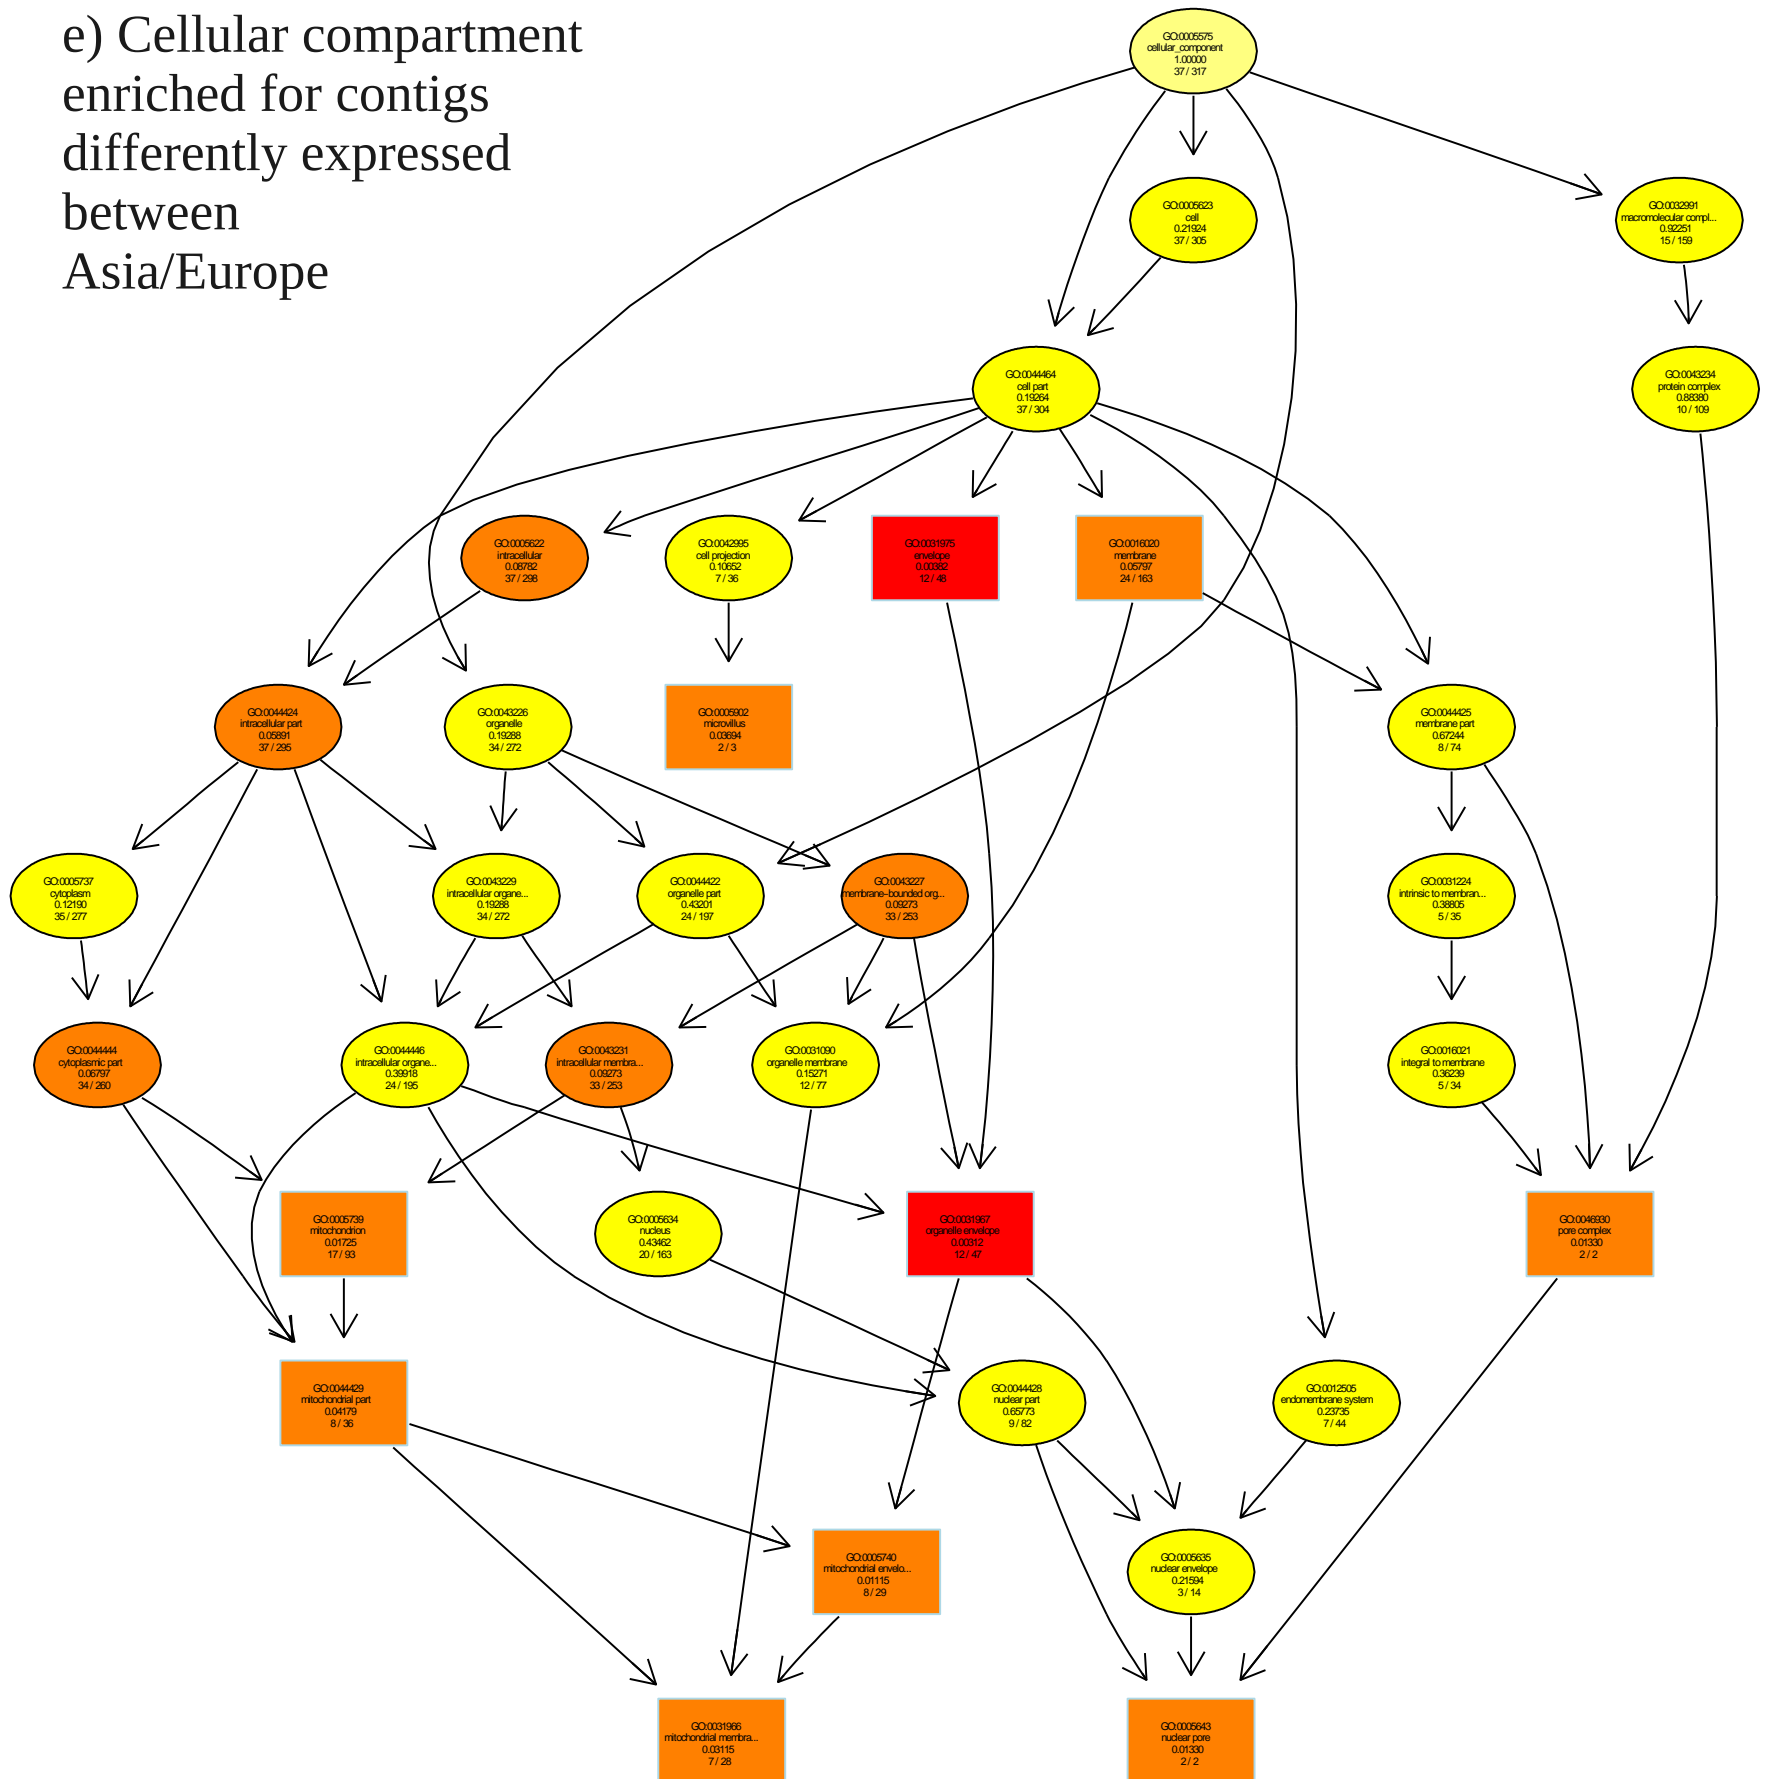 e) Cellular compartment
enriched for contigs
differently expressed
between
Asia/Europe
GO:0005575
cellular_component
1.00000
37 / 317
GO:0005623
cell
0.21924
37 / 305
GO:0032991
macromolecular compl...
0.92251
15 / 159
GO:0044464
cell part
0.19264
37 / 304
GO:0043234
protein complex
0.88380
10 / 109
GO:0005622
intracellular
0.08782
37 / 298
GO:0042995
cell projection
0.10652
7 / 36
GO:0031975
envelope
0.00382
12 / 48
GO:0016020
membrane
0.05797
24 / 163
GO:0044424
intracellular part
0.05891
37 / 295
GO:0043226
organelle
0.19288
34 / 272
GO:0005902
microvillus
0.03694
2 / 3
GO:0044425
membrane part
0.67244
8 / 74
GO:0005737
cytoplasm
0.12190
35 / 277
GO:0043229
intracellular organe...
0.19288
34 / 272
GO:0044422
organelle part
0.43201
24 / 197
GO:0043227
membrane-bounded org...
0.09273
33 / 253
GO:0031224
intrinsic to membran...
0.38805
5 / 35
GO:0044444
cytoplasmic part
0.06797
34 / 260
GO:0044446
intracellular organe...
0.39918
24 / 195
GO:0043231
intracellular membra...
0.09273
33 / 253
GO:0031090
organelle membrane
0.15271
12 / 77
GO:0016021
integral to membrane
0.36239
5 / 34
GO:0005739
mitochondrion
0.01725
17 / 93
GO:0005634
nucleus
0.43462
20 / 163
GO:0031967
organelle envelope
0.00312
12 / 47
GO:0046930
pore complex
0.01330
2 / 2
GO:0044429
mitochondrial part
0.04179
8 / 36
GO:0044428
nuclear part
0.65773
9 / 82
GO:0012505
endomembrane system
0.23735
7 / 44
GO:0005740
mitochondrial envelo...
0.01115
8 / 29
GO:0005635
nuclear envelope
0.21594
3 / 14
GO:0031966
mitochondrial membra...
0.03115
7 / 28
GO:0005643
nuclear pore
0.01330
2 / 2